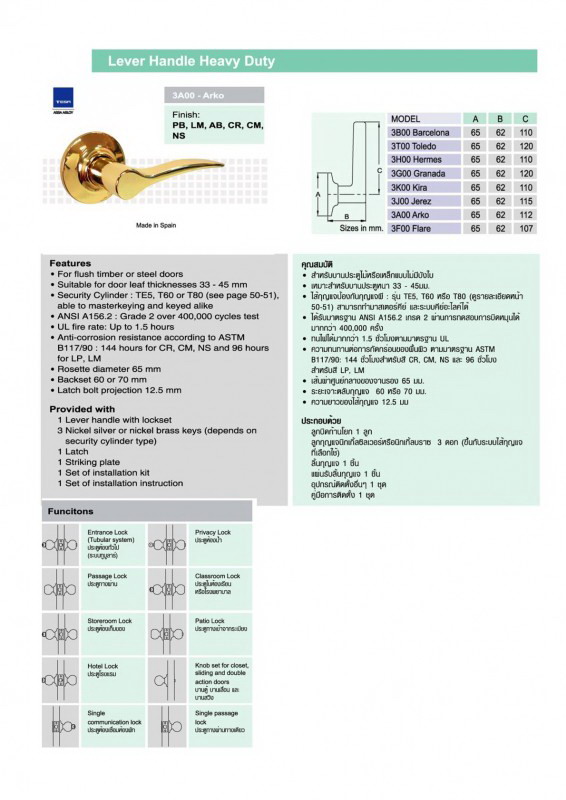 Lever Handle Heavy Duty
TESA
ASSA ABLOY
3A00 - Arko
Finish:
PB, LM, AB, CR, CM,
NS
Made in Spain
A
B
C
Sizes in mm.
MODEL A B C
3B00 Barcelona 65 62 110
3T00 Toledo 65 62 120
3H00 Hermes 65 62 110
3G00 Granada 65 62 120
3K00 Kira 65 62 110
3J00 Jerez 65 62 115
3A00 Arko 65 62 112
3F00 Flare 65 62 107
Features
• For flush timber or steel doors
• Suitable for door leaf thicknesses 33 - 45 mm
• Security Cylinder : TE5, T60 or T80 (see page 50-51),
able to masterkeying and keyed alike
• ANSI A156.2 : Grade 2 over 400,000 cycles test
• UL fire rate: Up to 1.5 hours
• Anti-corrosion resistance according to ASTM
B117/90 : 144 hours for CR, CM, NS and 96 hours
for LP, LM
• Rosette diameter 65 mm
• Backset 60 or 70 mm
• Latch bolt projection 12.5 mm
Provided with
1 Lever handle with lockset
3 Nickel silver or nickel brass keys (depends on
security cylinder type)
1 Latch
1 Striking plate
1 Set of installation kit
1 Set of installation instruction
คุณสมบัติ
• สำหรับบานประตูไม้หรือเหล็กแบบไม่มีบังใบ
• เหมาะสำหรับบานประตูหนา 33 - 45มม.
• ไส้กุญแจป้องกันกุญแจผี : รุ่น TE5, T60 หรือ T80 (ดูรายละเอียดหน้า
50-51) สามารถทำมาสเตอร์คีย์ และระบบคีย์อะไลค์ได้
• ได้รับมาตรฐาน ANSI A156.2 เกรด 2 ผ่านการทดสอบการปิดหมุนได้
มากกว่า 400,000 ครั้ง
• ทนไฟได้มากกว่า 1.5 ชั่วโมงตามมาตรฐาน UL
• ความทนทานต่อการกัดกร่อนของพื้นผิว ตามมาตรฐาน ASTM
B117/90: 144 ชั่วโมงสำหรับสี CR, CM, NS และ 96 ชั่วโมง
สำหรับสี LP, LM
• เส้นผ่าศูนย์กลางของจานรอง 65 มม.
• ระยะเจาะตลับกุญแจ 60 หรือ 70 มม.
• ความยาวของไส้กุญแจ 12.5 มม
ประกอบด้วย
ลูกบิดก้านโยก 1 ลูก
ลูกกุญแจนิกเกิ้ลซิลเวอร์หรือนิกเกิ้ลบราซ 3 ดอก (ขึ้นกับระบบไส้กุญแจ
ที่เลือกใช้)
ลิ้นกุญแจ 1 ชิ้น
แผ่นรับลิ้นกุญแจ 1 ชิ้น
อุปกรณ์ติดตั้งอื่นๆ 1 ชุด
คู่มือการติดตั้ง 1 ชุด
Funcitons
Entrance Lock
(Tubular system)
ประตูห้องทั่วไป
(ระบบทูบูลาร์)
Privacy Lock
ประตูห้องน้ำ
Passage Lock
ประตูทางผ่าน
Classroom Lock
ประตูในห้องเรียน
หรือโรงพยาบาล
Storeroom Lock
ประตูห้องเก็บของ
Patio Lock
ประตูทางเข้าจากระเบียง
Hotel Lock
ประตูโรงแรม
Knob set for closet,
sliding and double
action doors
บานตู้ บานเลื่อน และ
บานสวิง
Single
communication lock
ประตูห้องเชื่อมห้องพัก
Single passage
lock
ประตูทางผ่านทางเดียว